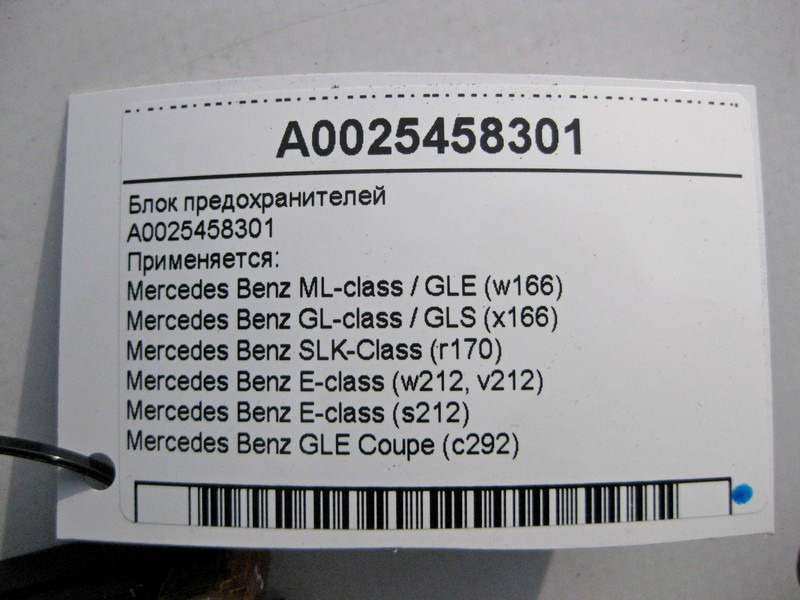 A0025458301
Блок предохранителей
A0025458301
Применяется:
Mercedes Benz ML-class / GLE (w166)
Mercedes Benz GL-class / GLS (x166)
Mercedes Benz SLK-Class (r170)
Mercedes Benz E-class (w212, v212)
Mercedes Benz E-class (s212)
Mercedes Benz GLE Coupe (c292)